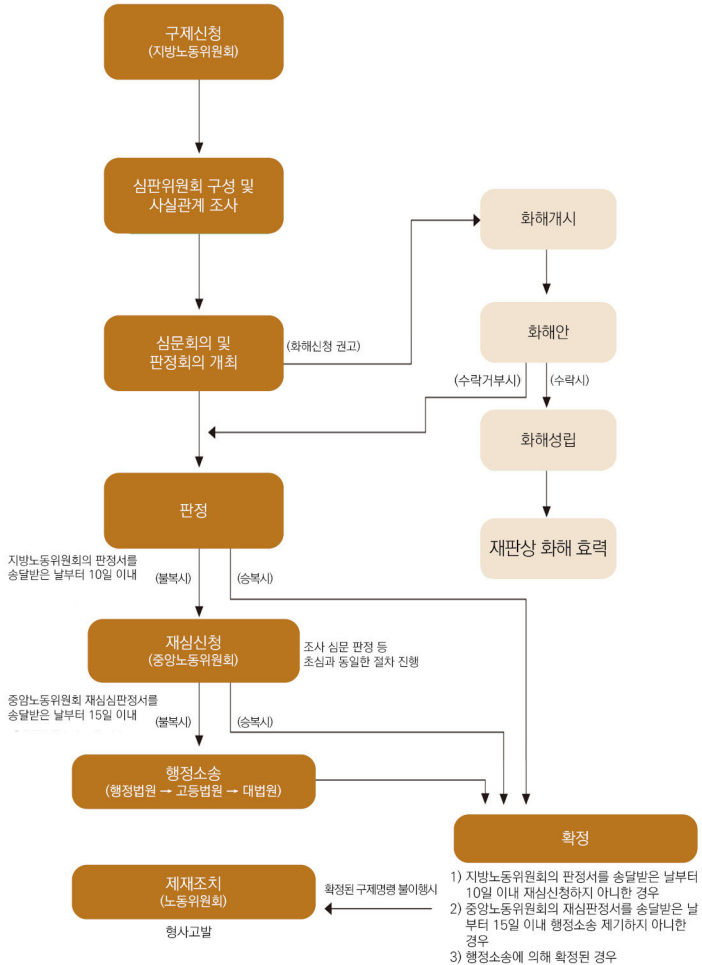 구제신청
(지방노동위원회)
심판위원회 구성 및
사실관계 조사
화해개시
심문회의 및
판정회의 개최
(화해신청 권고)
화해안
(수락거부시)
(수락시)
화해성립
판정
재판상 화해 효력
지방노동위원회의 판정서를
송달받은 날부터 10일 이내
(불복시)
(승복시)
재심신청
(중앙노동위원회)
조사 심문 판정 등
초심과 동일한 절차 진행
중암노동위원회 재심심판정서를
송달받은 날부터 15일 이내
(불복시)
(승복시)
행정소송
(행정법원 → 고등법원 → 대법원)
확정
1) 지방노동위원회의 판정서를 송달받은 날부터
10일 이내 재심신청하지 아니한 경우
2) 중앙노동위원회의 재심판정서를 송달받은 날
부터 15일 이내 행정소송 제기하지 아니한
경우
3) 행정소송에 의해 확정된 경우
제재조치
(노동위원회)
확정된 구제명령 불이행시
형사고발